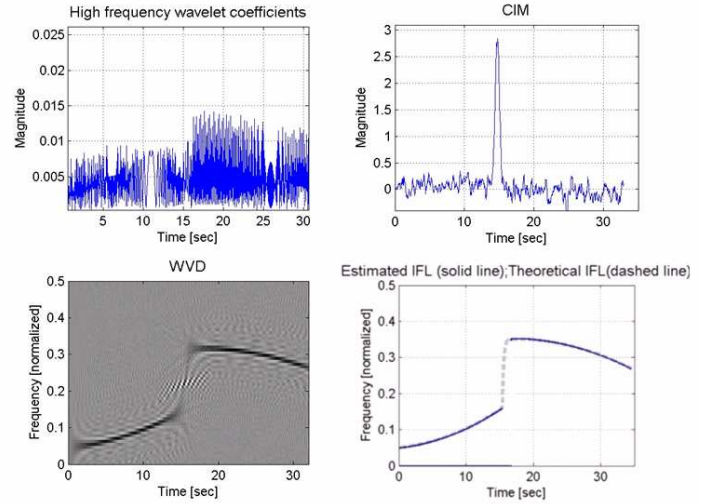 High frequency wavelet coefficients
0.025
0.02
0.015
0.01
0.005
Magnitude
5 10 15 20 25 30
Time [sec]
CIM
3
2.5
2
1.5
1
0.5
0
Magnitude
0 10 20 30
Time [sec]
WVD
0.5
0.4
0.3
0.2
0.1
0
Frequency [normalized]
0 10 20 30
Time [sec]
Estimated IFL (solid line);Theoretical IFL(dashed line)
0.5
0.4
0.3
0.2
0.1
0
Frequency [normalized]
0 10 20 30
Time [sec]